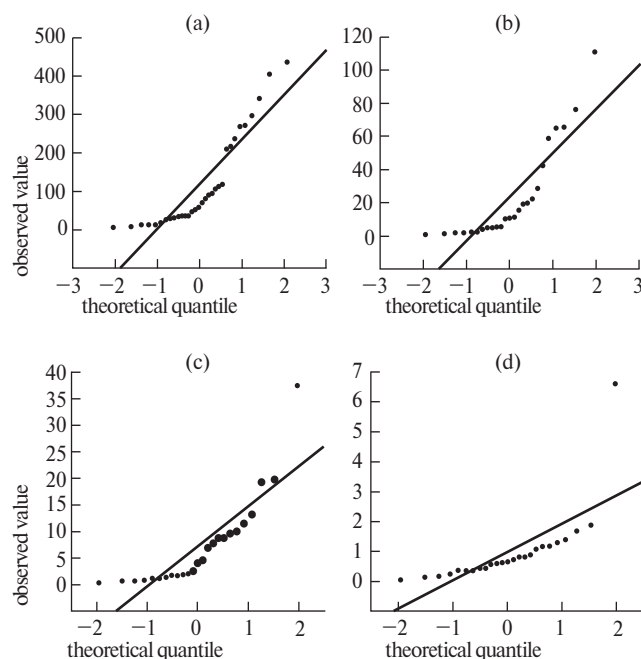 (a)
500
400
300
200
100
0
observed value
−3 −2 −1 0 1 2 3
theoretical quantile
(b)
120
100
80
60
40
20
0
−3 −2 −1 0 1 2 3
theoretical quantile
(c)
40
35
30
25
20
15
10
5
0
observed value
−2 −1 0 1 2
theoretical quantile
(d)
7
6
5
4
3
2
1
0
−2 −1 0 1 2
theoretical quantile